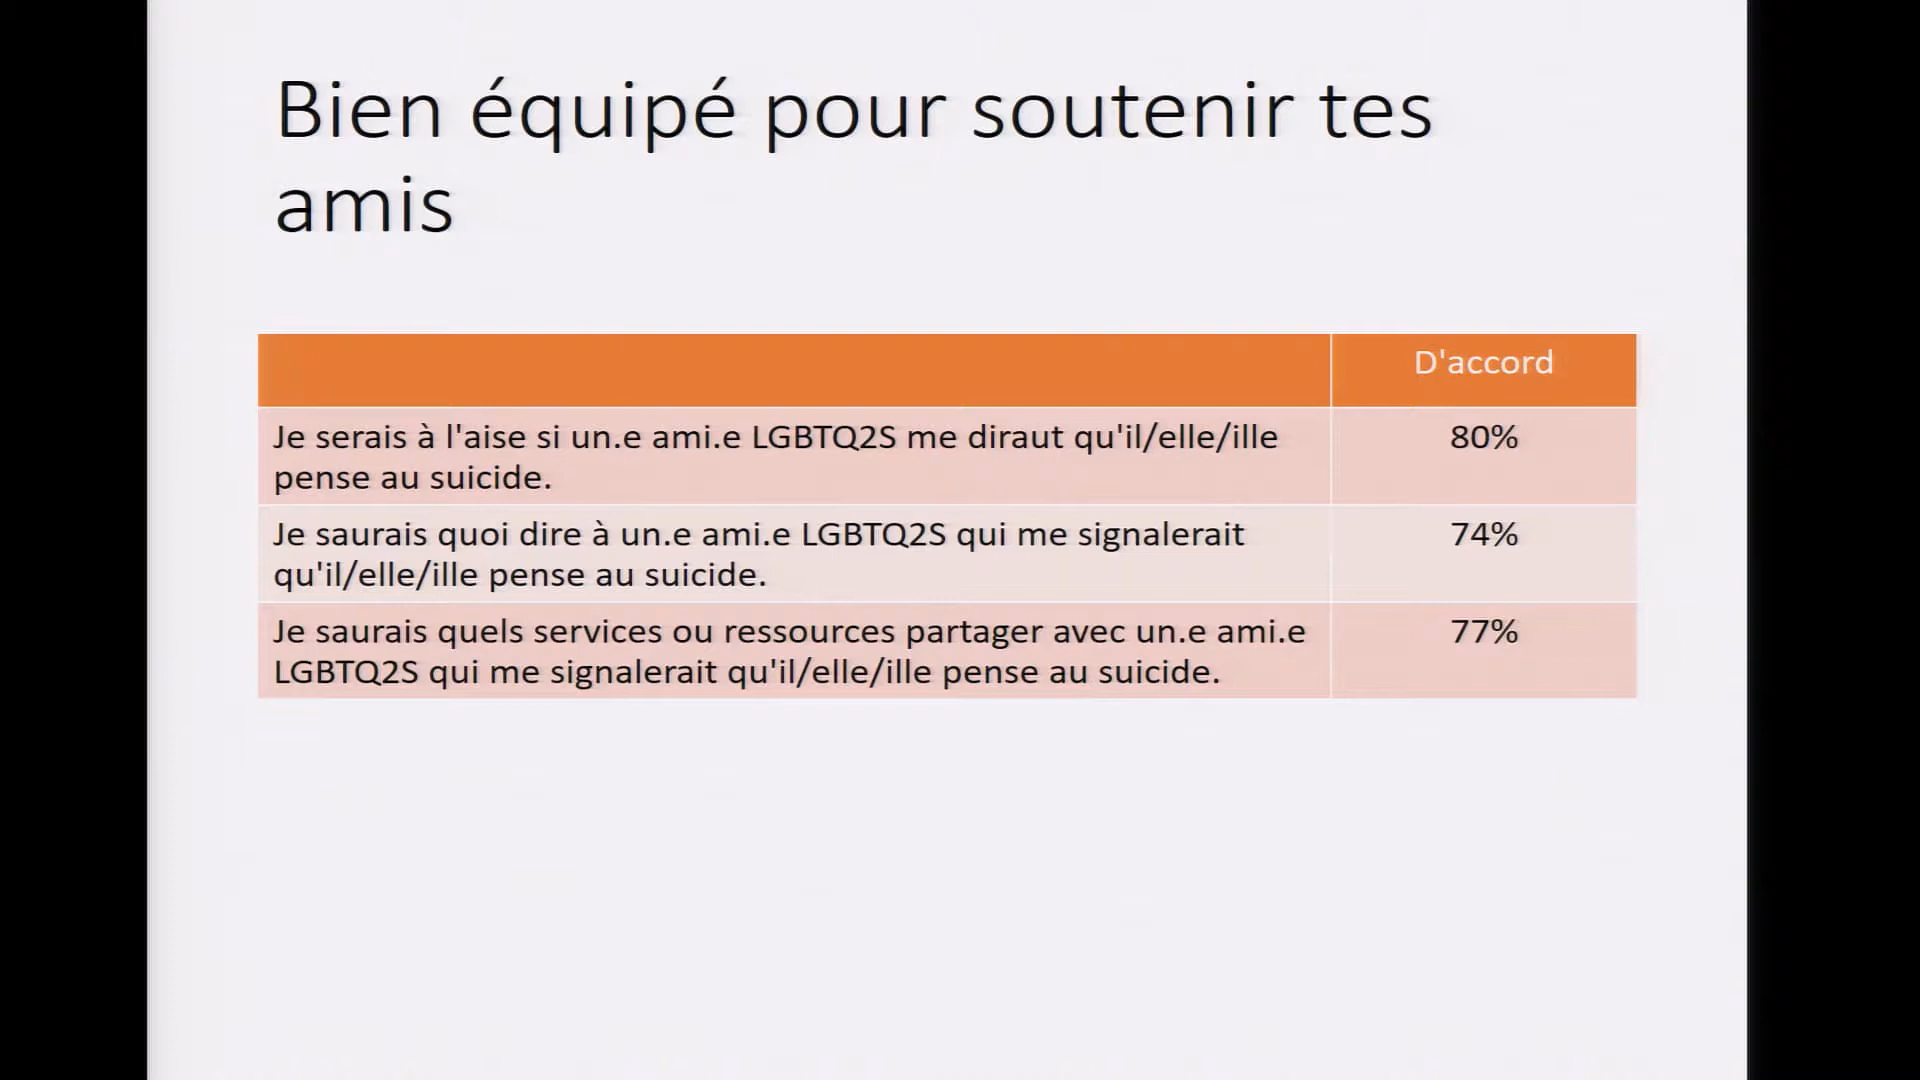 Bien équipé pour soutenir tes
amis
D'accord
Je serais à l'aise si un.e ami.e LGBTQ2S me diraut qu'il/elle/ille
pense au suicide.
80%
Je saurais quoi dire à un.e ami.e LGBTQ2S qui me signalerait
qu'il/elle/ille pense au suicide.
74%
Je saurais quels services ou ressources partager avec un.e ami.e
LGBTQ2S qui me signalerait qu'il/elle/ille pense au suicide.
77%